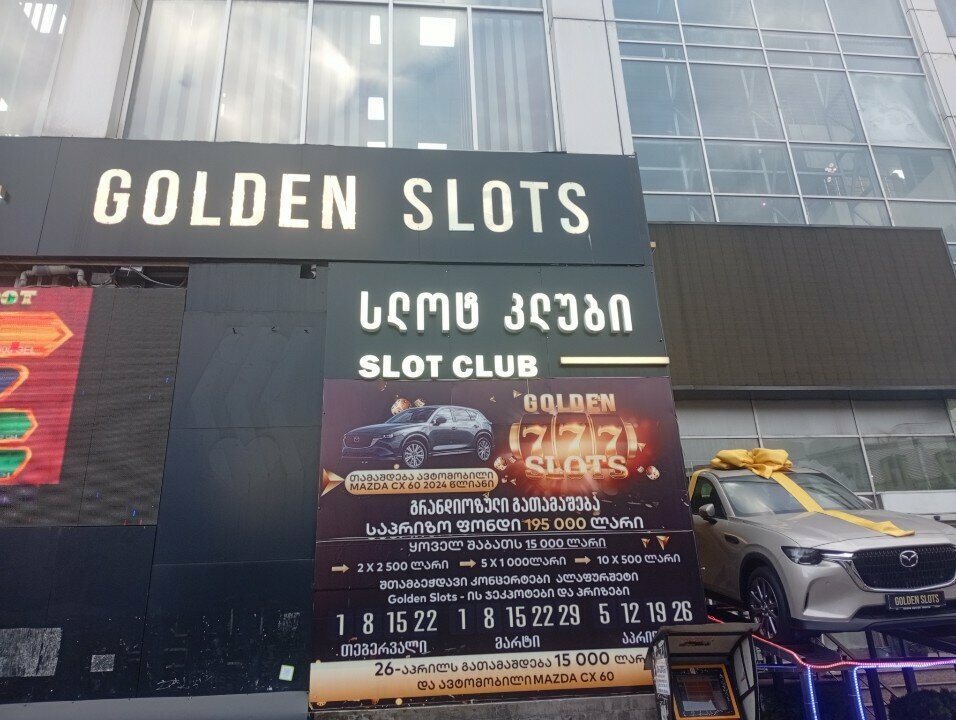 GOLDEN SLOTS
სლოტ კლუბი
SLOT CLUB
GOLDEN
777
SLOTS
თამაშდება ავტომობილი
MAZDA CX 60 2024 წლიანი
გრანდიოზული გათამაშება
საპრიზო ფონდი 195 000 ლარი
ყოველ შაბათს 15 000 ლარი
2 X 2 500 ლარი 5 X 1 000 ლარი 10 X 500 ლარი
შთამბეჭდავი კონცერტები ალაფურშეტი
Golden Slots - ის ჯეკპოტები და პრიზები
1 8 15 22 1 8 15 22 29 5 12 19 26
თებერვალი მარტი
26-აპრილს გათამაშდება 15 000
და ავტომობილი MAZDA CX 60
GOLDEN SLOTS